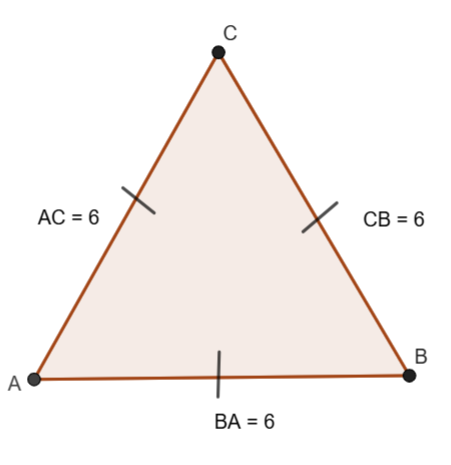 C
AC = 6
CB = 6
A
B
BA = 6